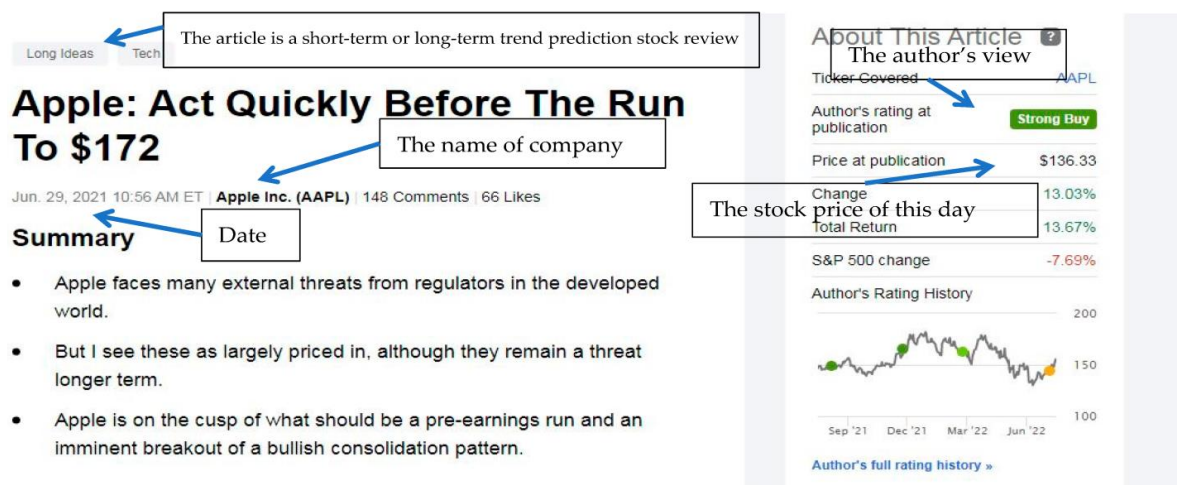 Long Ideas
Tech
The article is a short-term or long-term trend prediction stock review
Apple: Act Quickly Before The Run
To $172
The name of company
Jun. 29, 2021 10:56 AM ET | Apple Inc. (AAPL) | 148 Comments | 66 Likes
Date
Summary
• Apple faces many external threats from regulators in the developed
world.
• But I see these as largely priced in, although they remain a threat
longer term.
• Apple is on the cusp of what should be a pre-earnings run and an
imminent breakout of a bullish consolidation pattern.
About This Article ?
The author's view
Ticker Covered AAPL
Author's rating at
publication Strong Buy
Price at publication $136.33
Change 13.03%
The stock price of this day
Total Return 13.67%
S&P 500 change -7.69%
Author's Rating History
200
150
100
Sep '21 Dec '21 Mar '22 Jun '22
Author's full rating history »